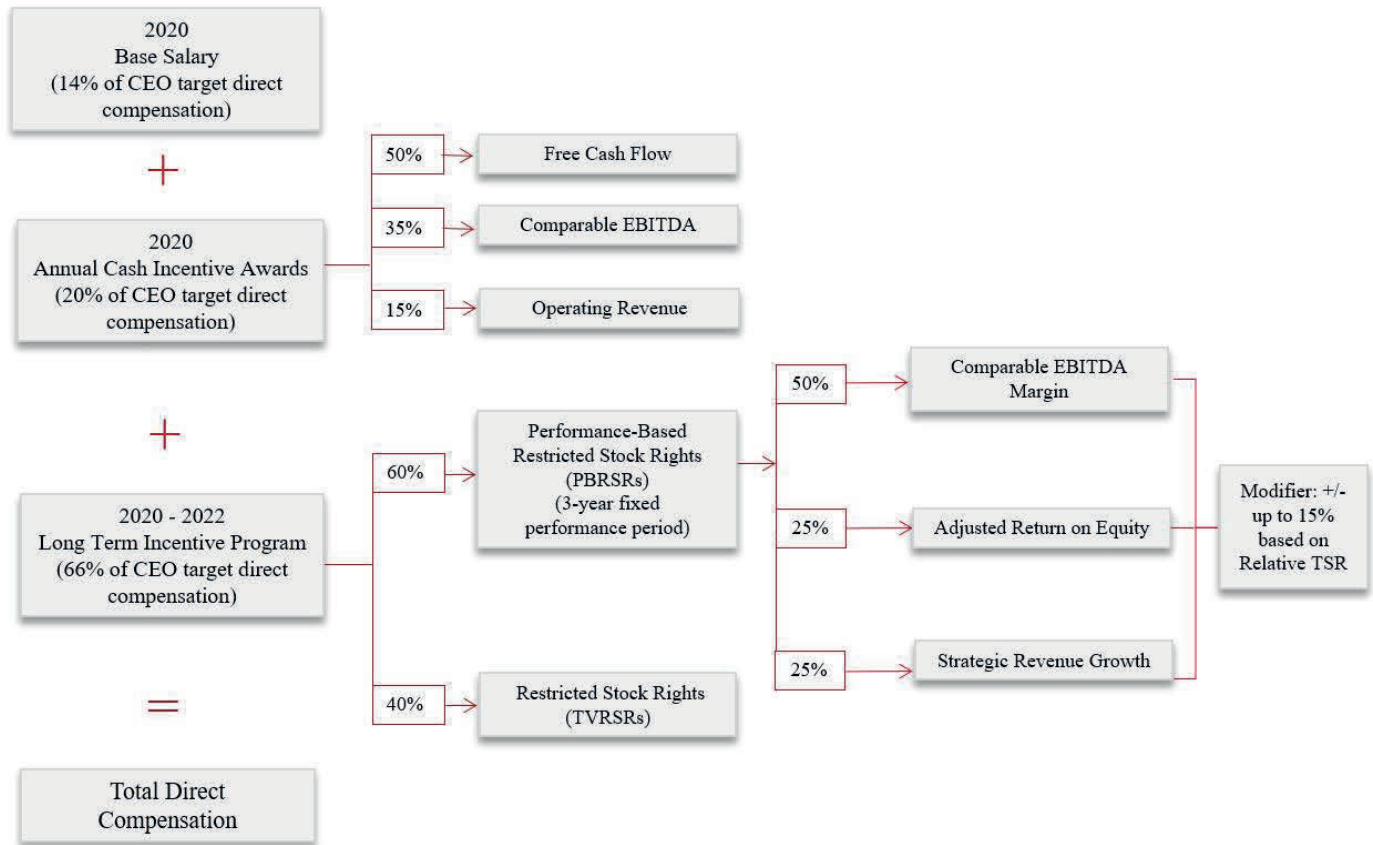 2020
Base Salary
(14% of CEO target direct
compensation)
+
2020
Annual Cash Incentive Awards
(20% of CEO target direct
compensation)
50%
Free Cash Flow
35%
Comparable EBITDA
15%
Operating Revenue
+
2020 - 2022
Long Term Incentive Program
(66% of CEO target direct
compensation)
60%
Performance-Based
Restricted Stock Rights
(PBRSRs)
(3-year fixed
performance period)
50%
Comparable EBITDA
Margin
25%
Adjusted Return on Equity
25%
Strategic Revenue Growth
Modifier: +/-
up to 15%
based on
Relative TSR
40%
Restricted Stock Rights
(TVRSRs)
=
Total Direct
Compensation